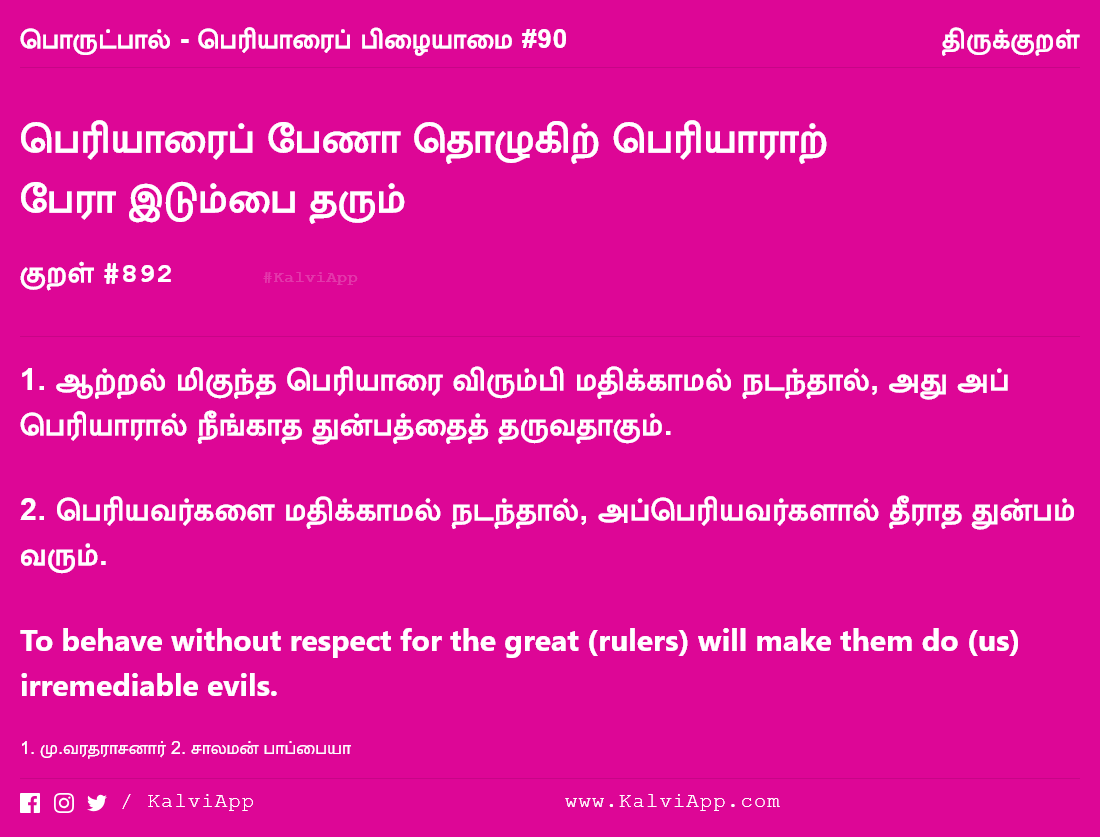 பொருட்பால் - பெரியாரைப் பிழையாமை #90 திருக்குறள்
பெரியாரைப் பேணா தொழுகிற் பெரியாராற்
பேரா இடும்பை தரும்
குறள் #892 #KalviApp
1. ஆற்றல் மிகுந்த பெரியாரை விரும்பி மதிக்காமல் நடந்தால், அது அப்
பெரியாரால் நீங்காத துன்பத்தைத் தருவதாகும்.
2. பெரியவர்களை மதிக்காமல் நடந்தால், அப்பெரியவர்களால் தீராத துன்பம்
வரும்.
To behave without respect for the great (rulers) will make them do (us)
irremediable evils.
1. மு.வரதராசனார் 2. சாலமன் பாப்பையா
/ KalviApp www.KalviApp.com